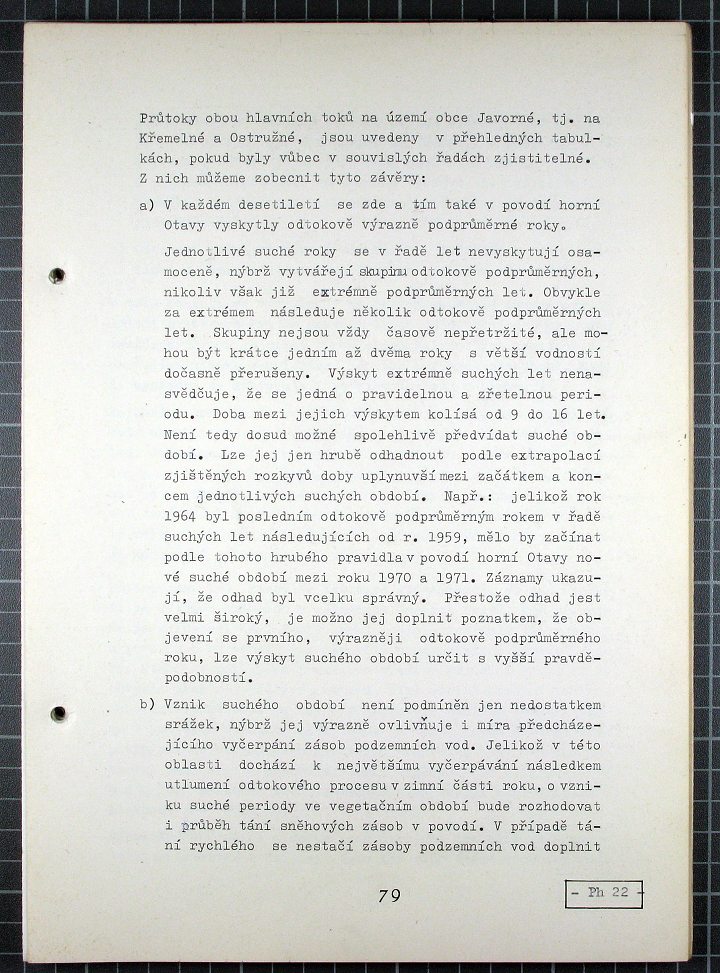 Průtoky obou hlavních toků na území obce Javorné, tj. na
Křemelné a Ostružné, jsou uvedeny v přehledných tabul-
kách, pokud byly vůbec v souvislých řadách zjistitelné.
Z nich můžeme zobecnit tyto závěry:
a) V každém desetiletí se zde a tím také v povodí horní
Otavy vyskytly odtokově výrazně podprůměrné roky.
Jednotlivé suché roky se v řadě let nevyskytují osa-
moceně, nýbrž vytvářejí skupinu odtokově podprůměrných,
nikoliv však již extrémně podprůměrných let. Obvykle
za extrémem následuje několik odtokově podprůměrných
let. Skupiny nejsou vždy časově nepřetržité, ale mo-
hou být krátce jedním až dvěma roky s větší vodností
dočasně přerušeny. Výskyt extrémně suchých let nena-
svědčuje, že se jedná o pravidelnou a zřetelnou peri-
odu. Doba mezi jejich výskytem kolísá od 9 do 16 let.
Není tedy dosud možné spolehlivě předvídat suché ob-
dobí. Lze jej jen hrubě odhadnout podle extrapolací
zjištěných rozkyvů doby uplynuvší mezi začátkem a kon-
cem jednotlivých suchých období. Např.: jelikož rok
1964 byl posledním odtokově podprůměrným rokem v řadě
suchých let následujících od r. 1959, mělo by začínat
podle tohoto hrubého pravidla v povodí horní Otavy no-
vé suché období mezi roku 1970 a 1971. Záznamy ukazu-
jí, že odhad byl vcelku správný. Přestože odhad jest
velmi široký, je možno jej doplnit poznatkem, že ob-
jevení se prvního, výrazněji odtokově podprůměrného
roku, lze výskyt suchého období určit s vyšší pravdě-
podobností.
b) Vznik suchého období není podmíněn jen nedostatkem
srážek, nýbrž jej výrazně ovlivňuje i míra předcháze-
jícího vyčerpání zásob podzemních vod. Jelikož v této
oblasti dochází k největšímu vyčerpávání následkem
utlumení odtokového procesu v zimní části roku, o vzni-
ku suché periody ve vegetačním období bude rozhodovat
i průběh tání sněhových zásob v povodí. V případě tá-
ní rychlého se nestačí zásoby podzemních vod doplnit
79
- Ph 22 -